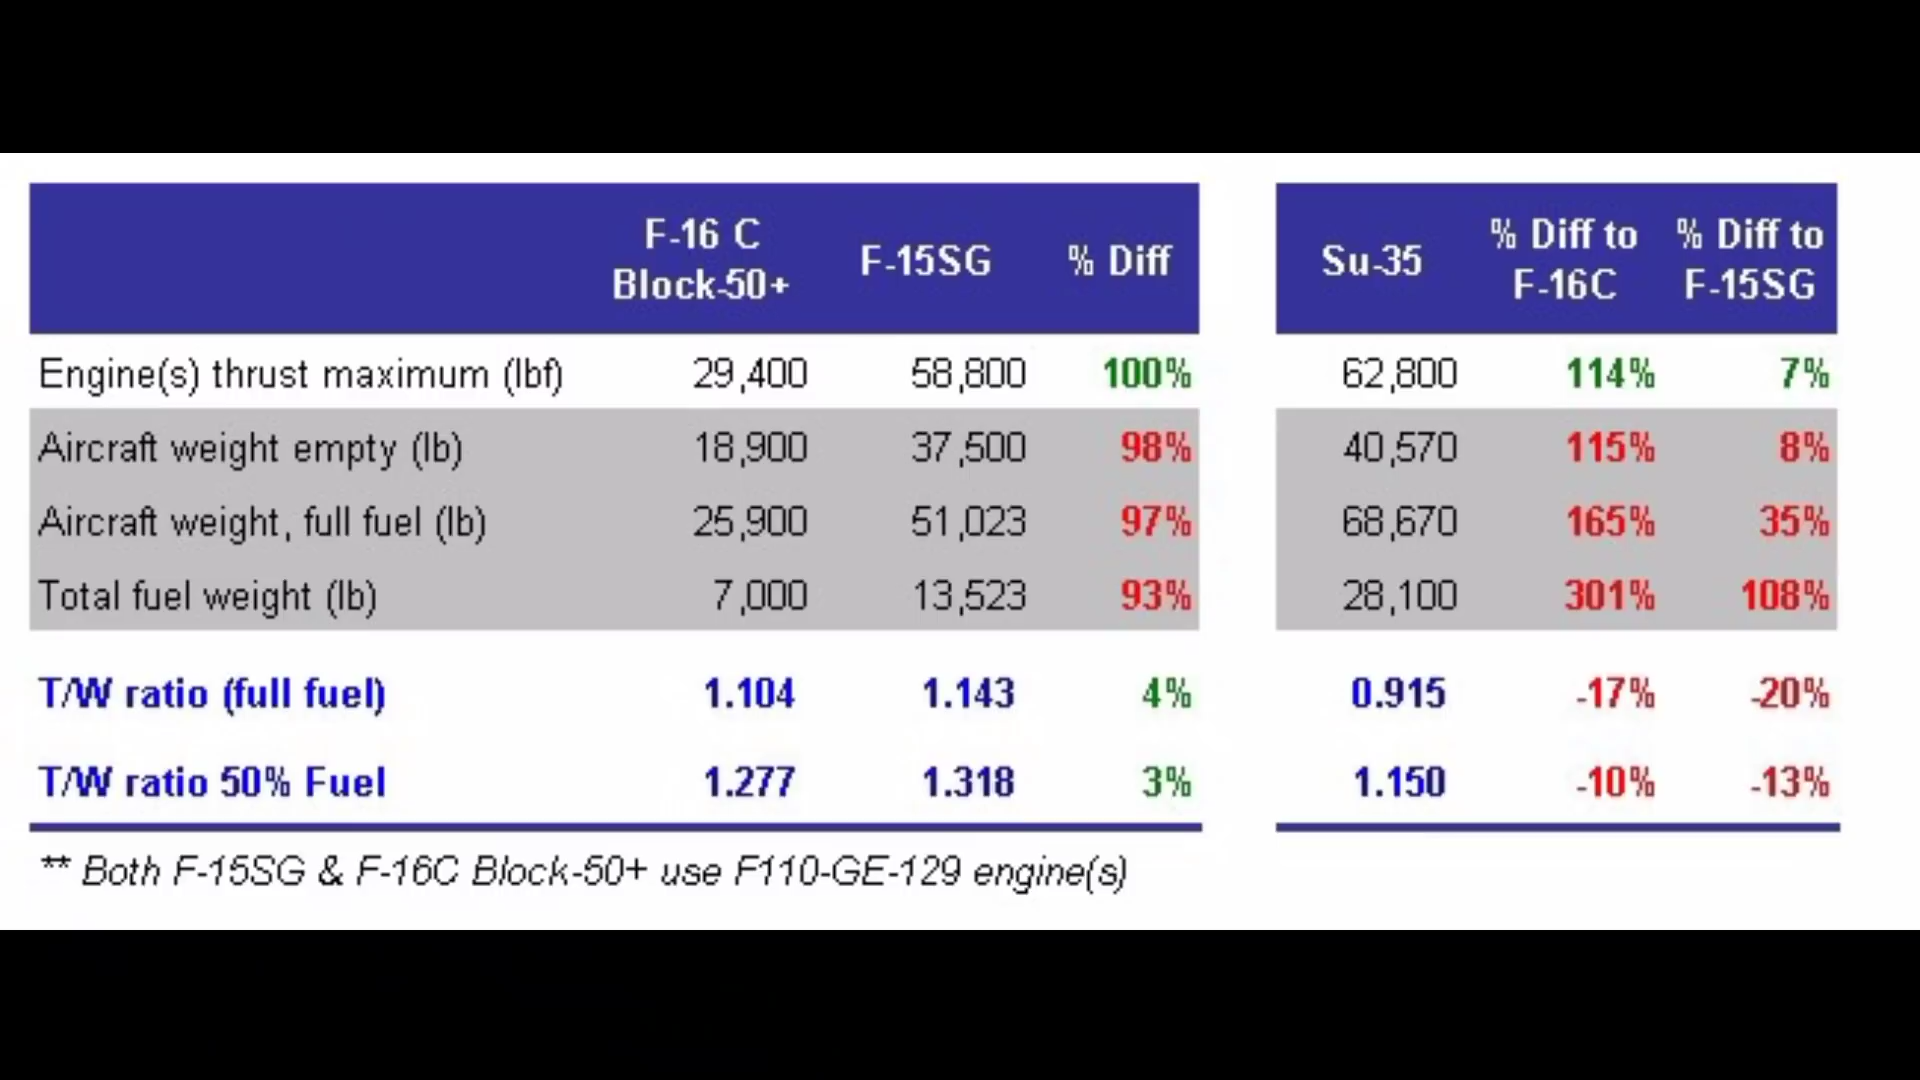 F-16 C Block-50+ F-15SG % Diff Su-35 % Diff to F-16C % Diff to F-15SG
Engine(s) thrust maximum (lbf) 29,400 58,800 100% 62,800 114% 7%
Aircraft weight empty (lb) 18,900 37,500 98% 40,570 115% 8%
Aircraft weight, full fuel (lb) 25,900 51,023 97% 68,670 165% 35%
Total fuel weight (lb) 7,000 13,523 93% 28,100 301% 108%
T/W ratio (full fuel) 1.104 1.143 4% 0.915 -17% -20%
T/W ratio 50% Fuel 1.277 1.318 3% 1.150 -10% -13%
** Both F-15SG & F-16C Block-50+ use F110-GE-129 engine(s)